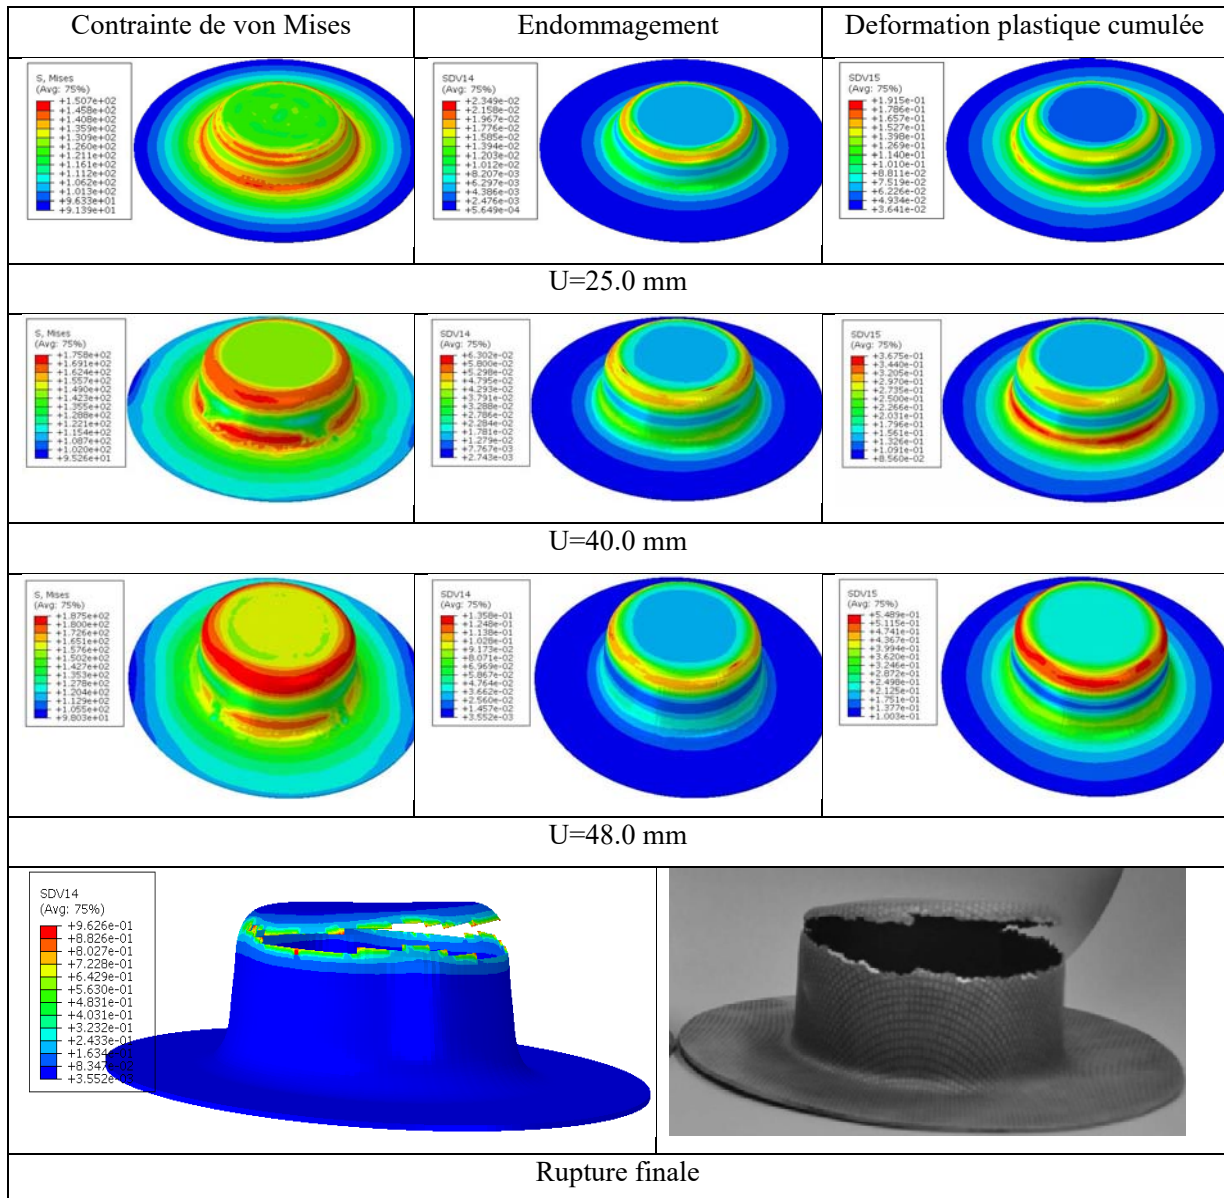 Contrainte de von Mises
Endommagement
Deformation plastique cumulée
S, Mises
(Avg: 75%)
+1.507e+02
+1.458e+02
+1.408e+02
+1.359e+02
+1.309e+02
+1.260e+02
+1.211e+02
+1.161e+02
+1.112e+02
+1.062e+02
+1.013e+02
+9.633e+01
+9.139e+01
SDV14
(Avg: 75%)
+2.349e-02
+2.158e-02
+1.967e-02
+1.776e-02
+1.585e-02
+1.394e-02
+1.203e-02
+1.012e-02
+8.207e-03
+6.297e-03
+4.386e-03
+2.476e-03
+5.649e-04
SDV15
(Avg: 75%)
+1.915e-01
+1.786e-01
+1.657e-01
+1.527e-01
+1.398e-01
+1.269e-01
+1.140e-01
+1.010e-01
+8.811e-02
+7.519e-02
+6.226e-02
+4.934e-02
+3.641e-02
U=25.0 mm
S, Mises
(Avg: 75%)
+1.758e+02
+1.691e+02
+1.624e+02
+1.557e+02
+1.490e+02
+1.423e+02
+1.355e+02
+1.288e+02
+1.221e+02
+1.154e+02
+1.087e+02
+1.020e+02
+9.526e+01
SDV14
(Avg: 75%)
+6.302e-02
+5.800e-02
+5.298e-02
+4.795e-02
+4.293e-02
+3.791e-02
+3.288e-02
+2.786e-02
+2.284e-02
+1.781e-02
+1.279e-02
+7.767e-03
+2.743e-03
SDV15
(Avg: 75%)
+3.675e-01
+3.440e-01
+3.205e-01
+2.970e-01
+2.735e-01
+2.500e-01
+2.266e-01
+2.031e-01
+1.796e-01
+1.561e-01
+1.326e-01
+1.091e-01
+8.560e-02
U=40.0 mm
S, Mises
(Avg: 75%)
+1.875e+02
+1.800e+02
+1.726e+02
+1.651e+02
+1.576e+02
+1.502e+02
+1.427e+02
+1.353e+02
+1.278e+02
+1.204e+02
+1.129e+02
+1.055e+02
+9.803e+01
SDV14
(Avg: 75%)
+1.358e-01
+1.248e-01
+1.138e-01
+1.028e-01
+9.173e-02
+8.071e-02
+6.969e-02
+5.867e-02
+4.764e-02
+3.662e-02
+2.560e-02
+1.457e-02
+3.552e-03
SDV15
(Avg: 75%)
+5.489e-01
+5.115e-01
+4.741e-01
+4.367e-01
+3.994e-01
+3.620e-01
+3.246e-01
+2.872e-01
+2.498e-01
+2.125e-01
+1.751e-01
+1.377e-01
+1.003e-01
U=48.0 mm
SDV14
(Avg: 75%)
+9.626e-01
+8.826e-01
+8.027e-01
+7.228e-01
+6.429e-01
+5.630e-01
+4.831e-01
+4.031e-01
+3.232e-01
+2.433e-01
+1.634e-01
+8.347e-02
+3.552e-03
Rupture finale